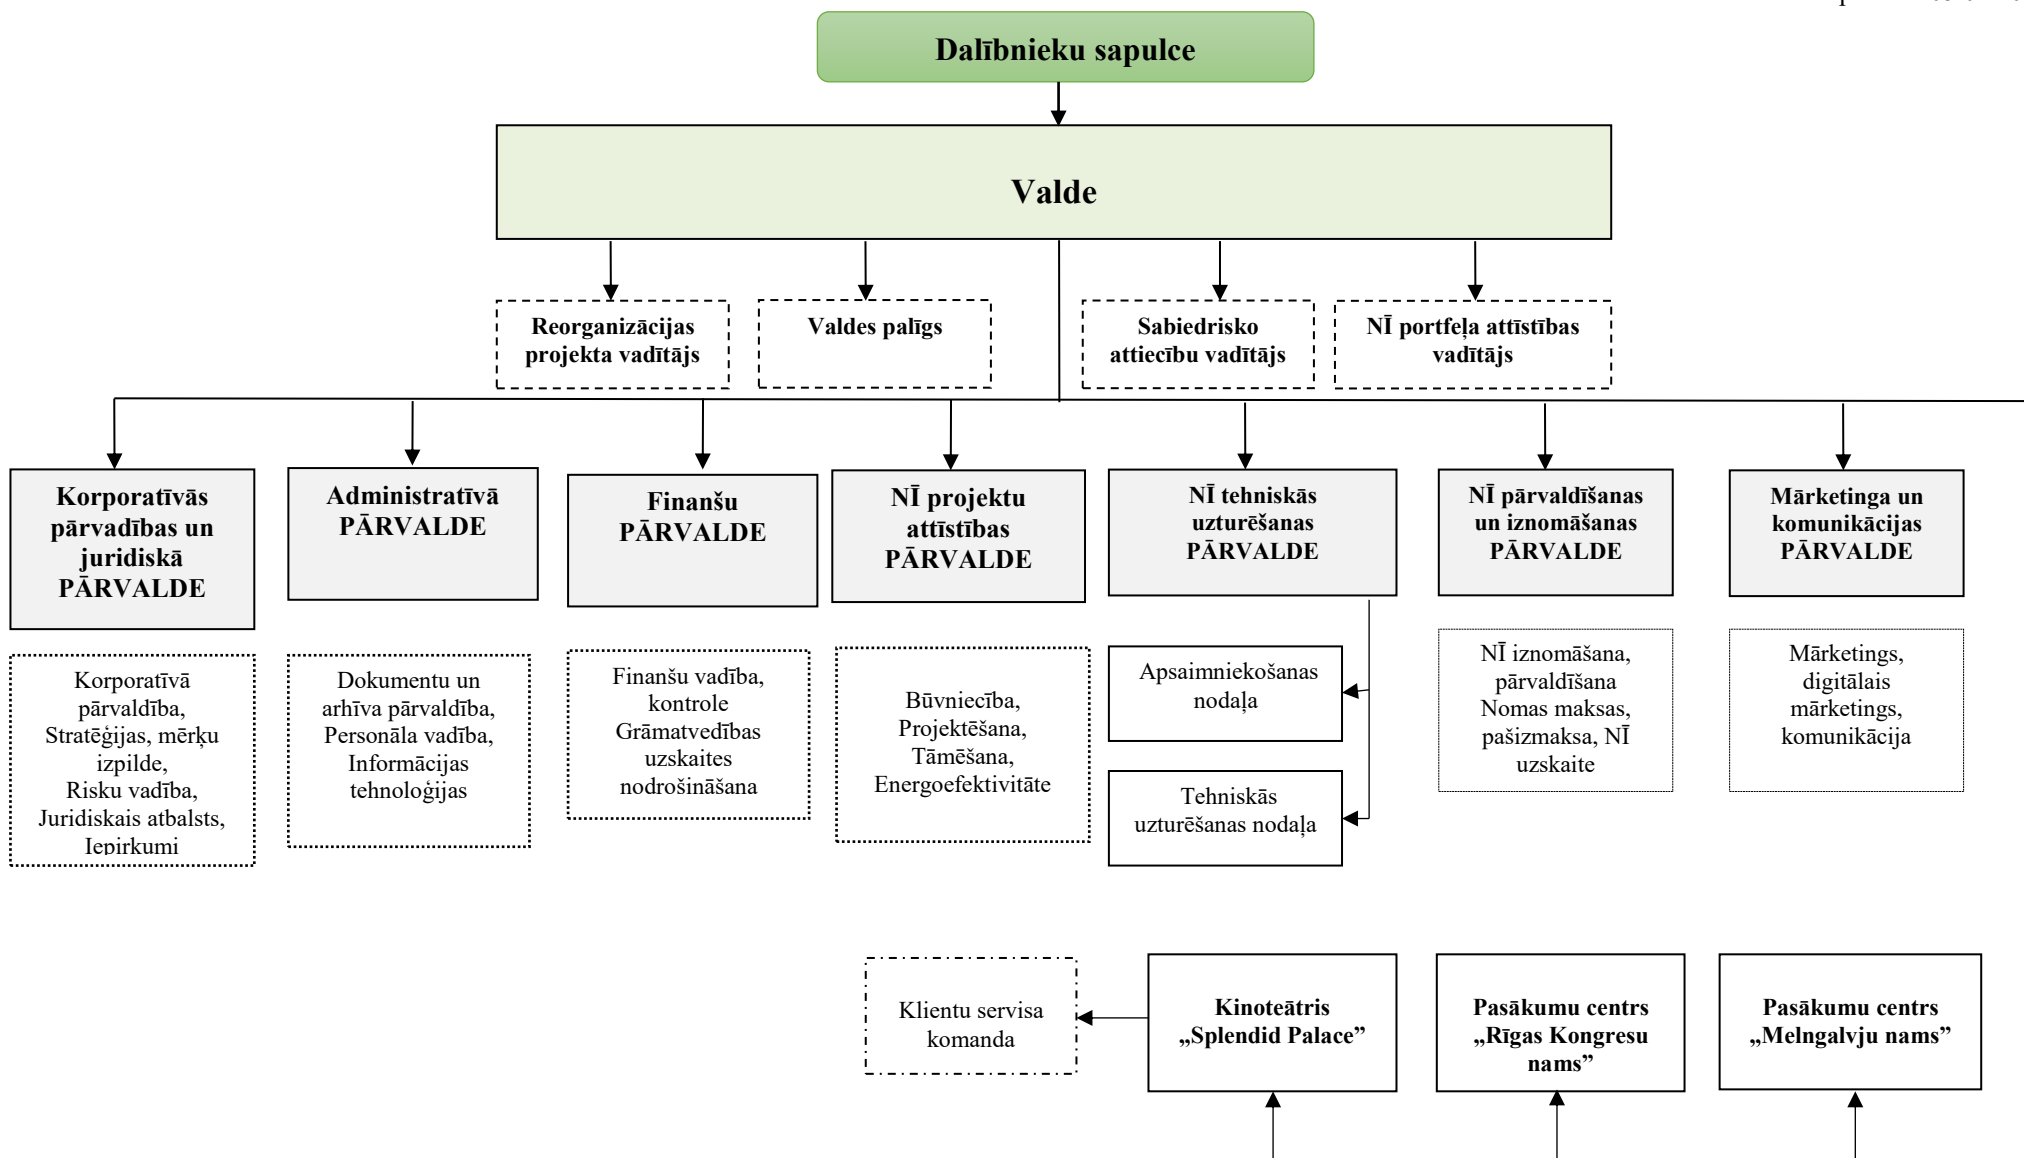 Dalībnieku sapulce
Valde
Reorganizācijas
projekta vadītājs
Valdes palīgs
Sabiedrisko
attiecību vadītājs
NĪ portfeļa attīstības
vadītājs
Korporatīvās
pārvadības un
juridiskā
PĀRVALDE
Administratīvā
PĀRVALDE
Finanšu
PĀRVALDE
NĪ projektu
attīstības
PĀRVALDE
NĪ tehniskās
uzturēšanas
PĀRVALDE
NĪ pārvaldīšanas
un iznomāšanas
PĀRVALDE
Mārketinga un
komunikācijas
PĀRVALDE
Korporatīvā
pārvaldība,
Stratēģijas, mērķu
izpilde,
Risku vadība,
Juridiskais atbalsts,
Iepirkumi
Dokumentu un
arhīva pārvaldība,
Personāla vadība,
Informācijas
tehnoloģijas
Finanšu vadība,
kontrole
Grāmatvedības
uzskaites
nodrošināšana
Būvniecība,
Projektēšana,
Tāmēšana,
Energoefektivitāte
Apsaimniekošanas
nodaļa
Tehniskās
uzturēšanas nodaļa
NĪ iznomāšana,
pārvaldīšana
Nomas maksas,
pašizmaksa, NĪ
uzskaite
Mārketings,
digitālais
mārketings,
komunikācija
Klientu servisa
komanda
Kinoteātris
„Splendid Palace”
Pasākumu centrs
„Rīgas Kongresu
nams”
Pasākumu centrs
„Melngalvju nams”